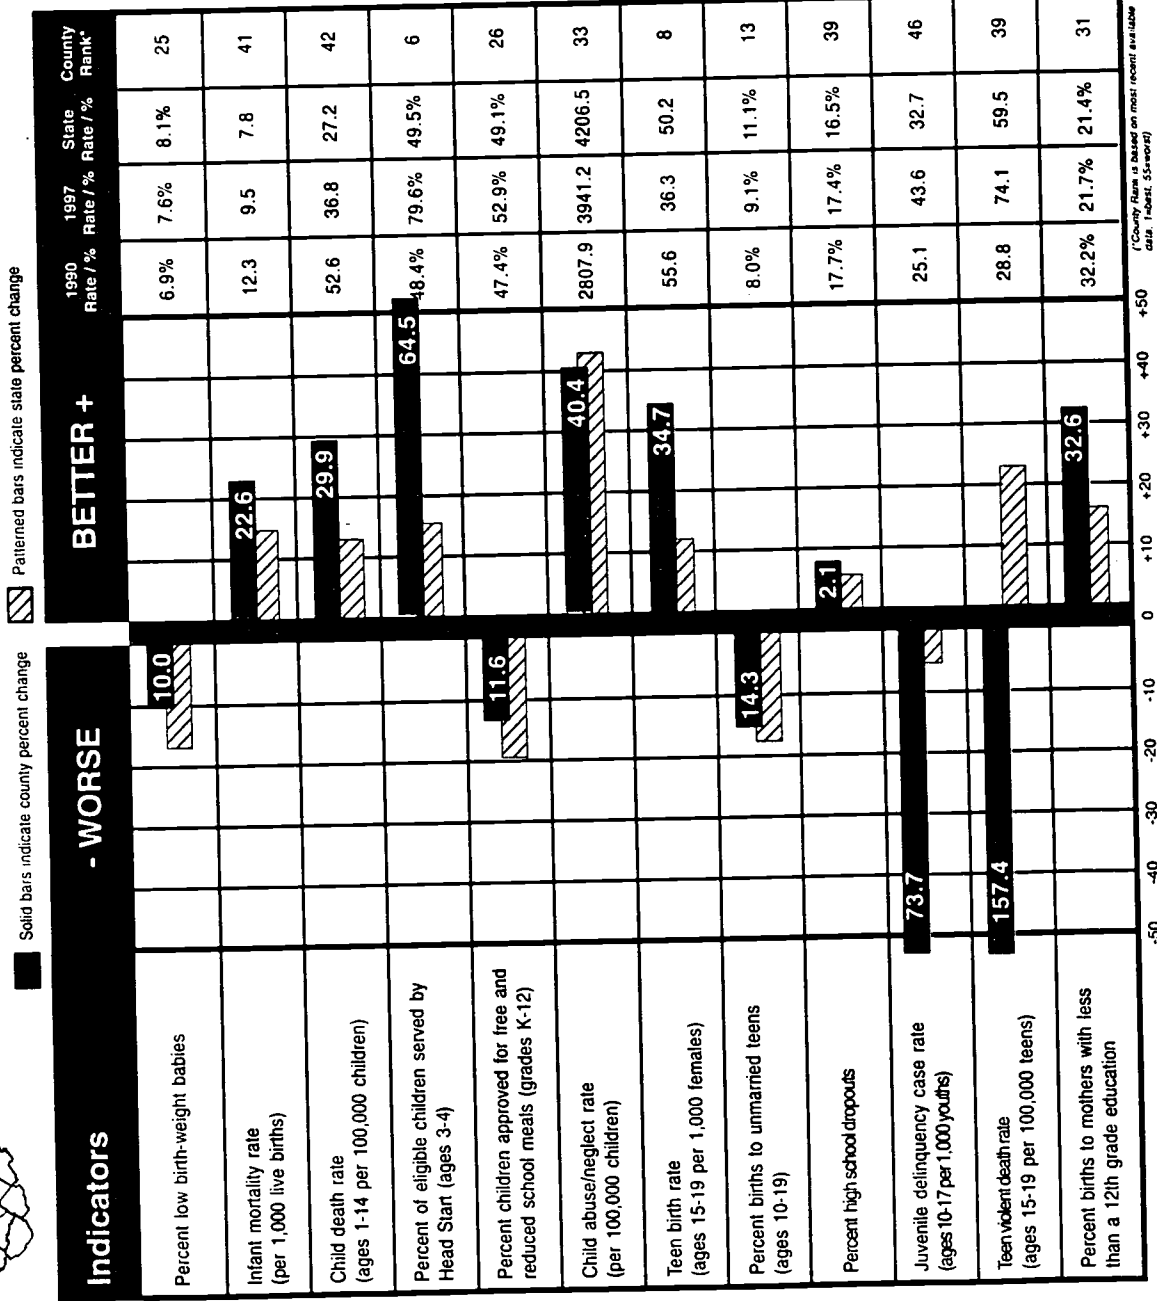 Solid bars indicate county percent change
Patterned bars indicate state percent change
Indicators
- WORSE
BETTER +
1990
Rate / %
1997
Rate / %
State
Rate / %
County
Rank*
Percent low birth-weight babies
10.0
6.9%
7.6%
8.1%
25
Infant mortality rate
(per 1,000 live births)
22.6
12.3
9.5
7.8
41
Child death rate
(ages 1-14 per 100,000 children)
29.9
52.6
36.8
27.2
42
Percent of eligible children served by
Head Start (ages 3-4)
64.5
48.4%
79.6%
49.5%
6
Percent children approved for free and
reduced school meals (grades K-12)
11.6
47.4%
52.9%
49.1%
26
Child abuse/neglect rate
(per 100,000 children)
40.4
2807.9
3941.2
4206.5
33
Teen birth rate
(ages 15-19 per 1,000 females)
34.7
55.6
36.3
50.2
8
Percent births to unmarried teens
(ages 10-19)
14.3
8.0%
9.1%
11.1%
13
Percent high school dropouts
2.1
17.7%
17.4%
16.5%
39
Juvenile delinquency case rate
(ages 10-17 per 1,000 youths)
73.7
25.1
43.6
32.7
46
Teen violent death rate
(ages 15-19 per 100,000 teens)
157.4
28.8
74.1
59.5
39
Percent births to mothers with less
than a 12th grade education
32.6
32.2%
21.7%
21.4%
31
-50
-40
-30
-20
-10
0
+10
+20
+30
+40
+50
(*County Rank is based on most recent available
data. 1=best, 55=worst)